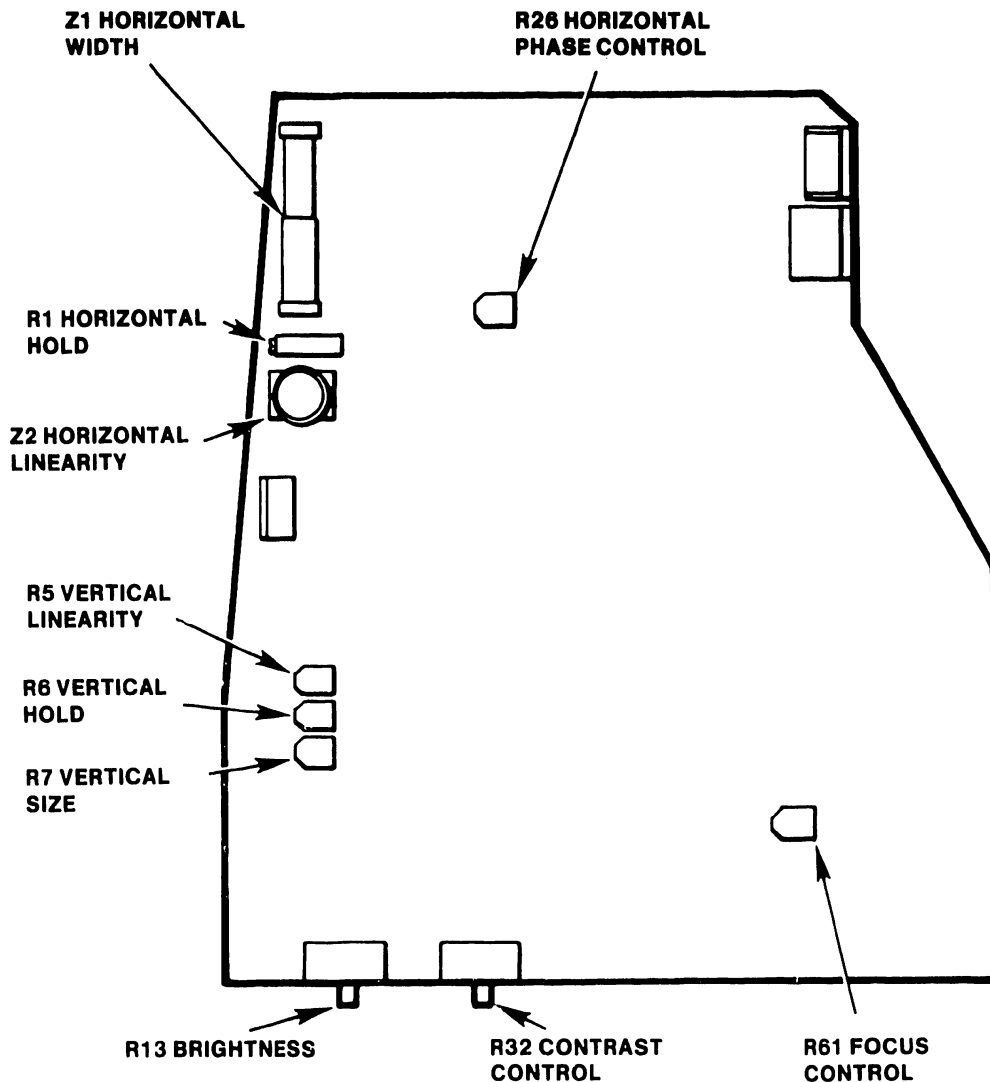 Z1 HORIZONTAL
WIDTH
R26 HORIZONTAL
PHASE CONTROL
R1 HORIZONTAL
HOLD
Z2 HORIZONTAL
LINEARITY
R5 VERTICAL
LINEARITY
R6 VERTICAL
HOLD
R7 VERTICAL
SIZE
R13 BRIGHTNESS
R32 CONTRAST
CONTROL
R61 FOCUS
CONTROL